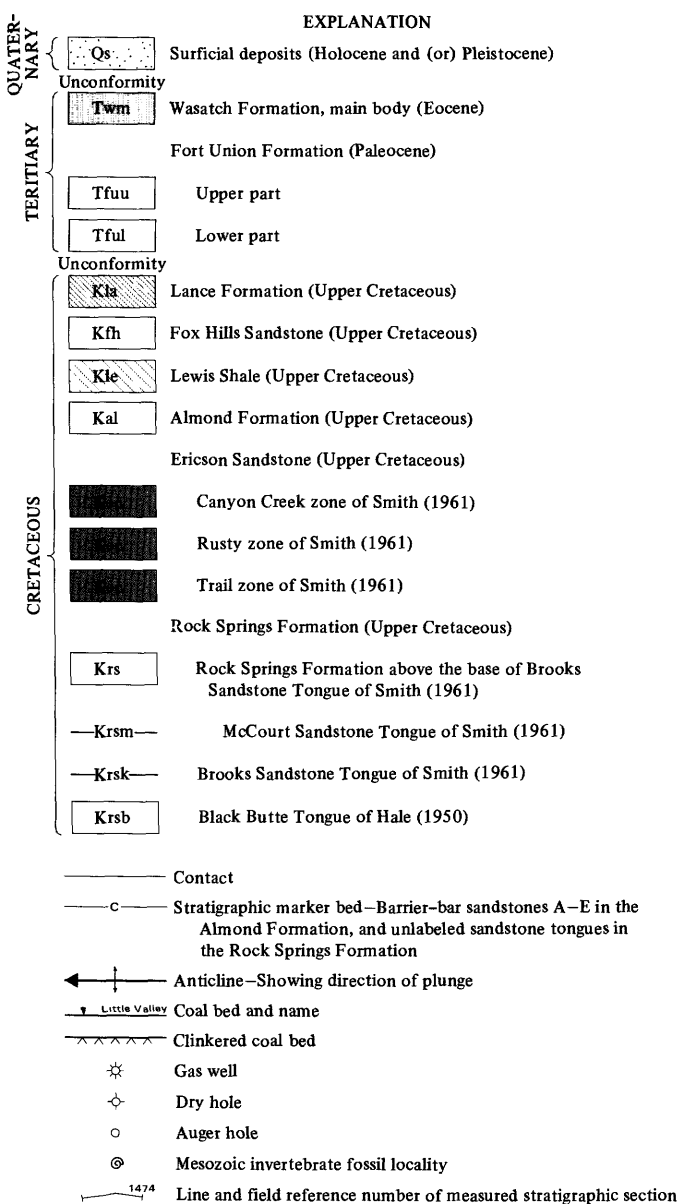 EXPLANATION
QUATER-
NARY
Qs Surficial deposits (Holocene and (or) Pleistocene)
Unconformity
TERITIARY
Twm Wasatch Formation, main body (Eocene)
Fort Union Formation (Paleocene)
Tfuu Upper part
Tful Lower part
Unconformity
CRETACEOUS
Kla Lance Formation (Upper Cretaceous)
Kfh Fox Hills Sandstone (Upper Cretaceous)
Kle Lewis Shale (Upper Cretaceous)
Kal Almond Formation (Upper Cretaceous)
Ericson Sandstone (Upper Cretaceous)
Canyon Creek zone of Smith (1961)
Rusty zone of Smith (1961)
Trail zone of Smith (1961)
Rock Springs Formation (Upper Cretaceous)
Krs Rock Springs Formation above the base of Brooks
Sandstone Tongue of Smith (1961)
Krsm McCourt Sandstone Tongue of Smith (1961)
Krsk Brooks Sandstone Tongue of Smith (1961)
Krsb Black Butte Tongue of Hale (1950)
Contact
C Stratigraphic marker bed—Barrier-bar sandstones A—E in the
Almond Formation, and unlabeled sandstone tongues in
the Rock Springs Formation
Anticline—Showing direction of plunge
Little Valley Coal bed and name
Clinkered coal bed
Gas well
Dry hole
Auger hole
Mesozoic invertebrate fossil locality
1474 Line and field reference number of measured stratigraphic section